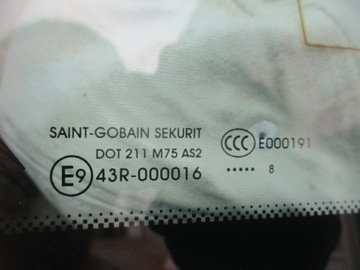 SAINT-GOBAIN SEKURIT
DOT 211 M75 AS2
CCC E000191
E9 43R-000016
..... 8